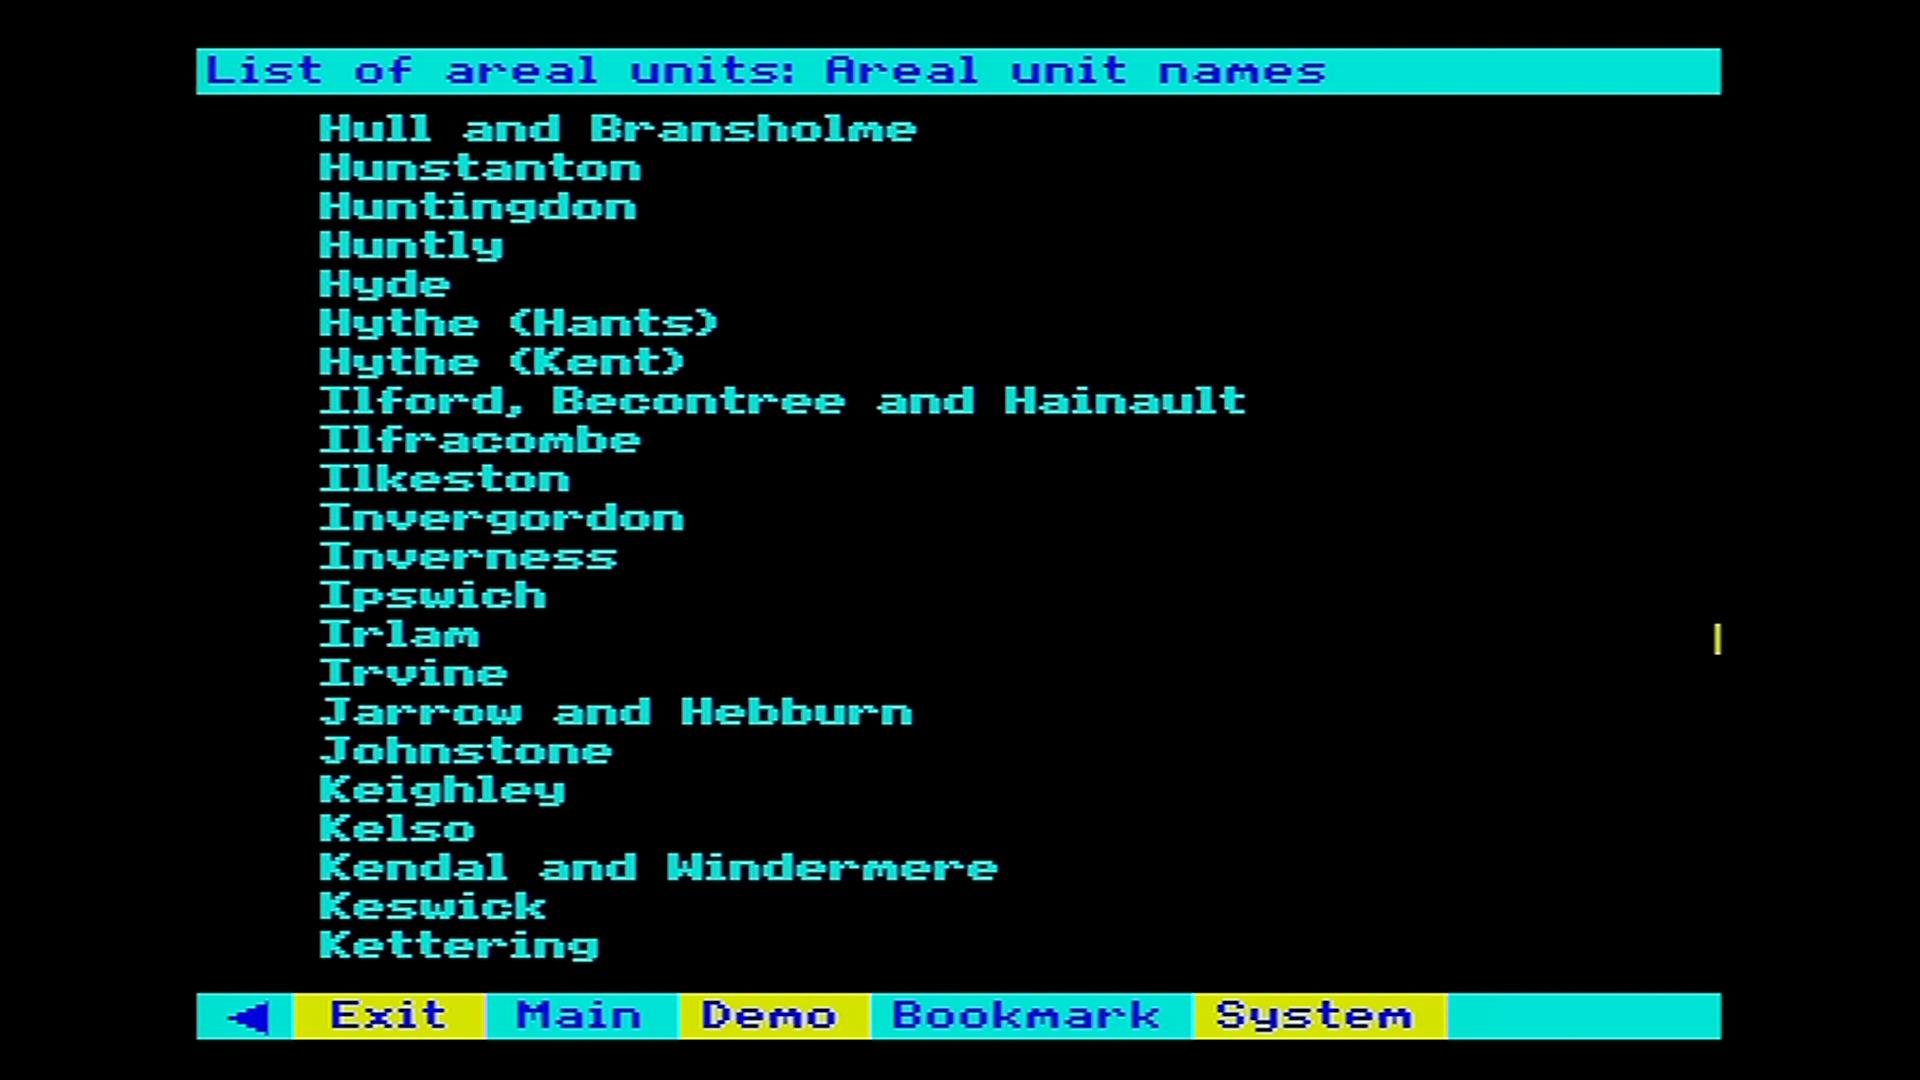 List of areal units: Areal unit names
Hull and Bransholme
Hunstanton
Huntingdon
Huntly
Hyde
Hythe (Hants)
Hythe (Kent)
Ilford, Becontree and Hainault
Ilfracombe
Ilkeston
Invergordon
Inverness
Ipswich
Irlam
Irvine
Jarrow and Hebburn
Johnstone
Keighley
Kelso
Kendal and Windermere
Keswick
Kettering
Exit Main Demo Bookmark System